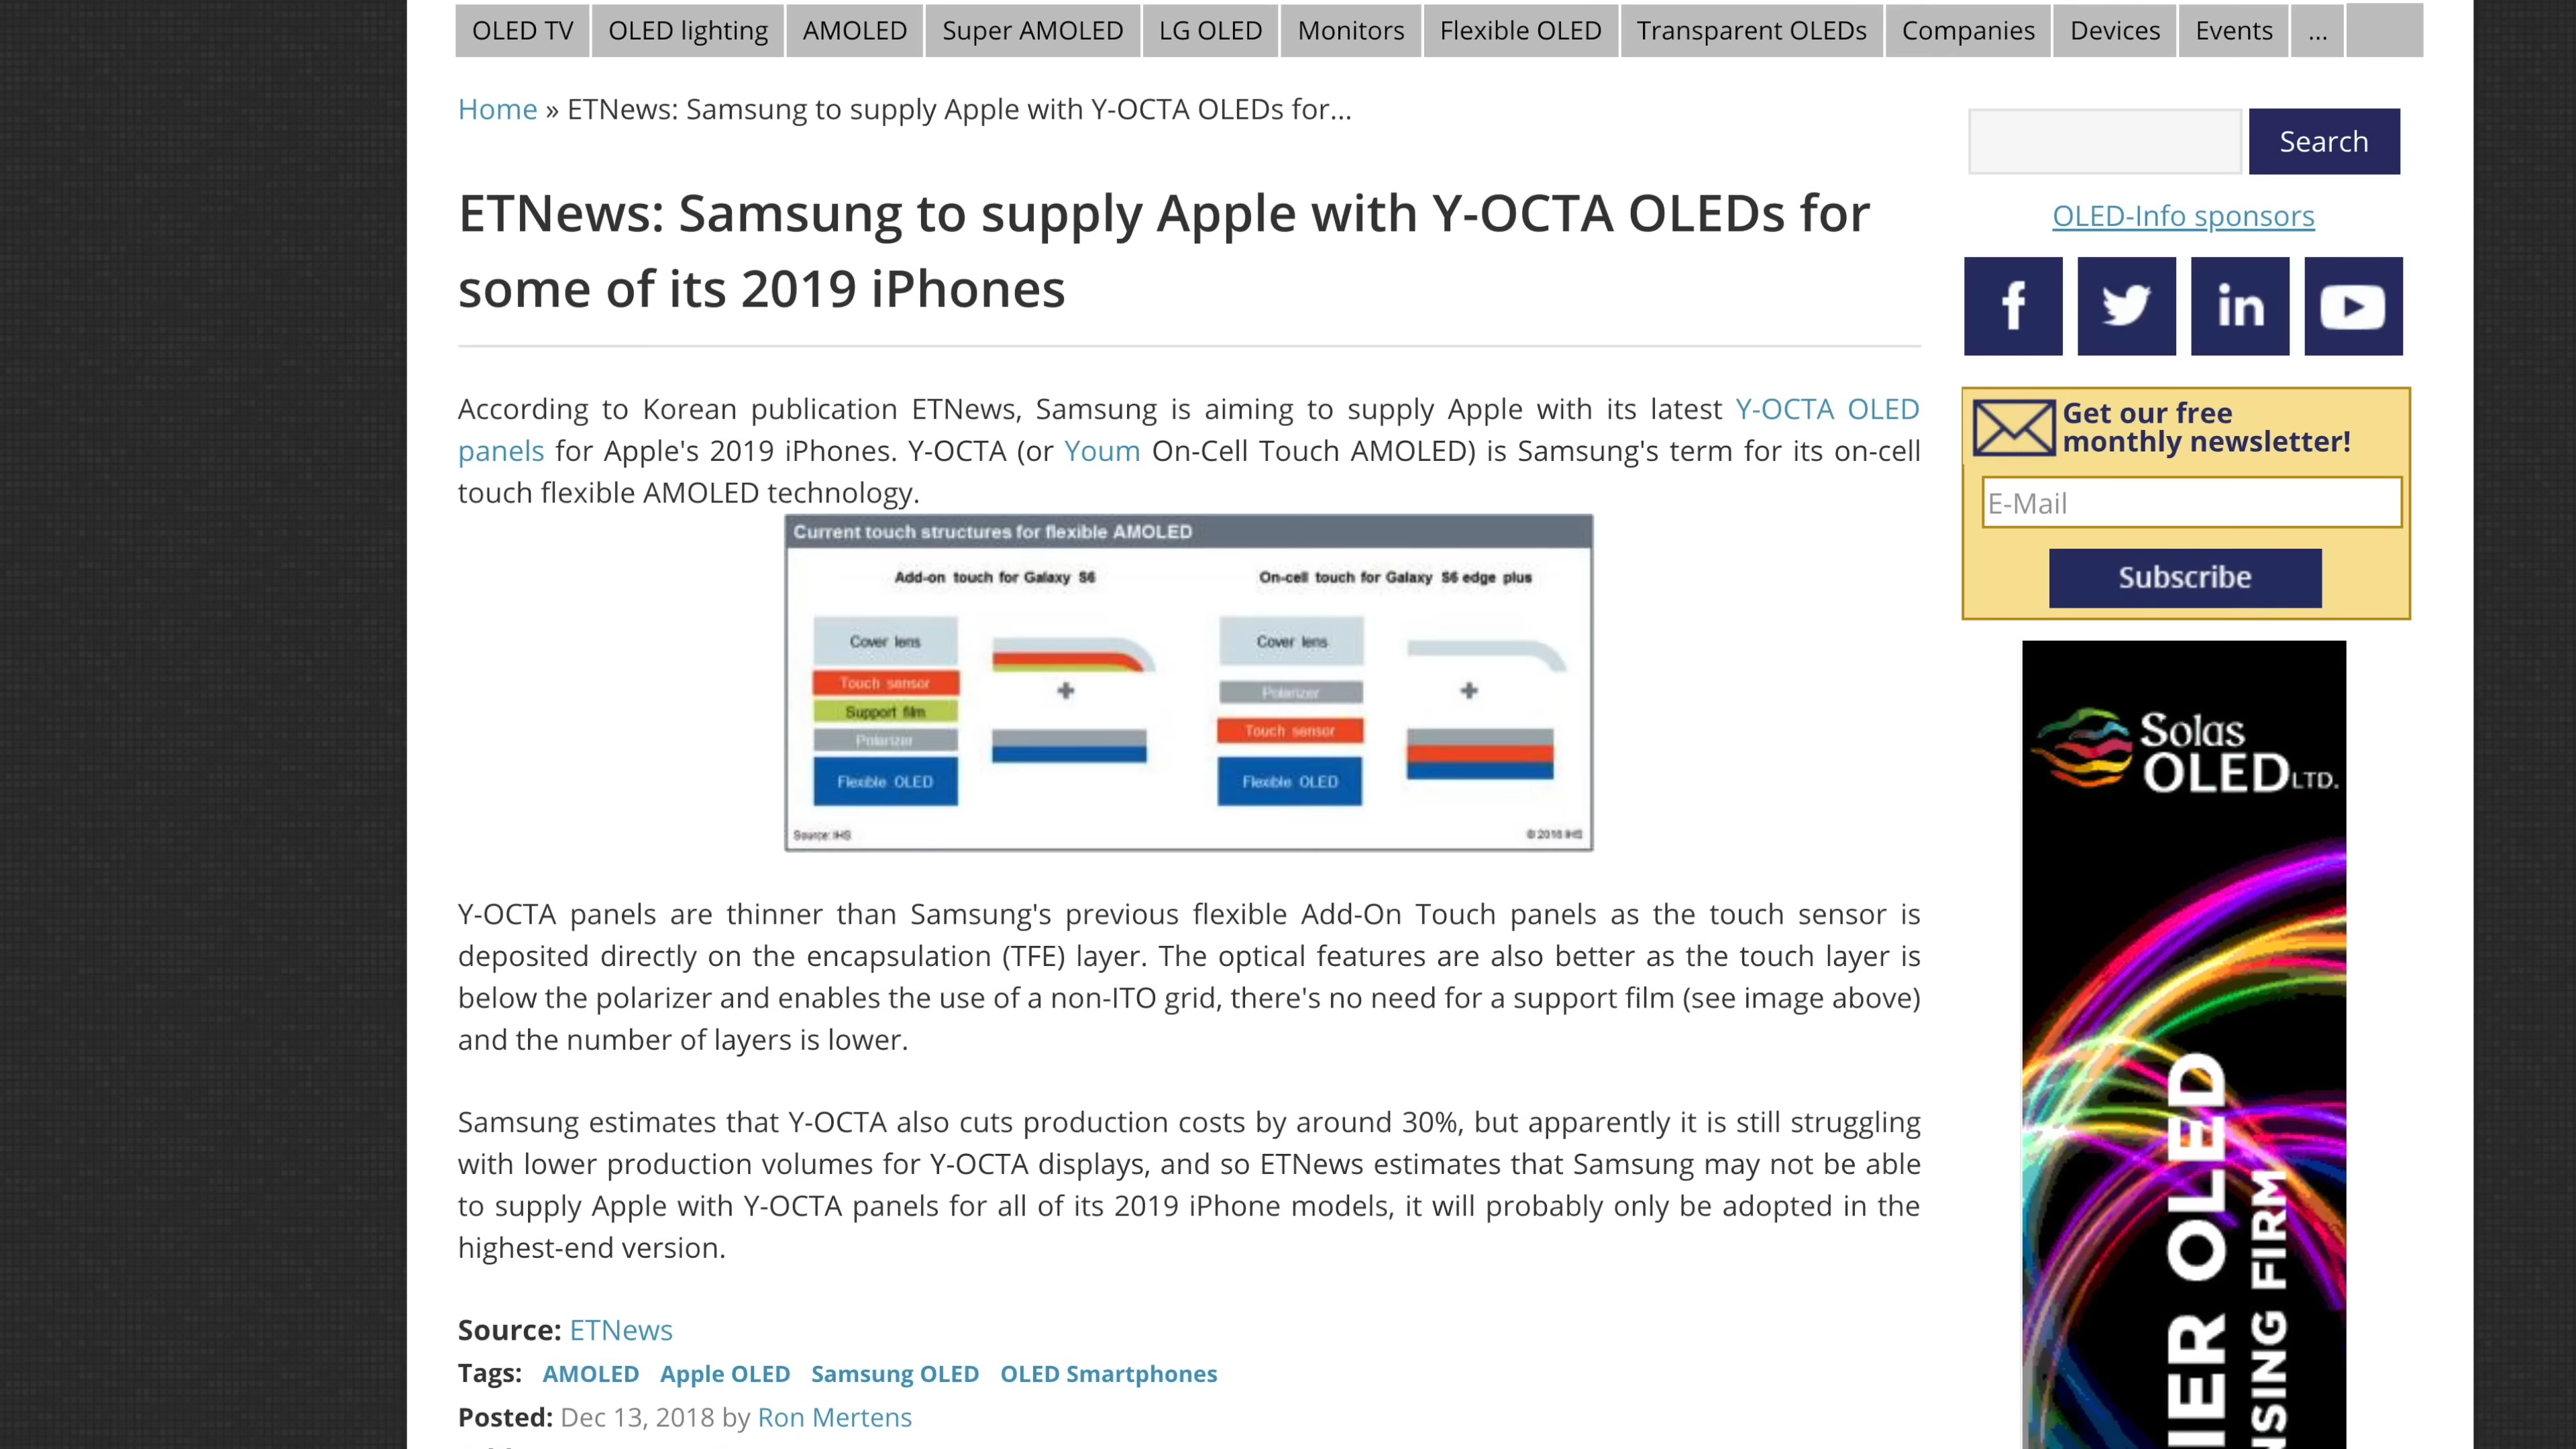 OLED TV OLED lighting AMOLED Super AMOLED LG OLED Monitors Flexible OLED Transparent OLEDs Companies Devices Events ...
Home » ETNews: Samsung to supply Apple with Y-OCTA OLEDs for...
ETNews: Samsung to supply Apple with Y-OCTA OLEDs for
some of its 2019 iPhones
According to Korean publication ETNews, Samsung is aiming to supply Apple with its latest Y-OCTA OLED
panels for Apple's 2019 iPhones. Y-OCTA (or Youm On-Cell Touch AMOLED) is Samsung's term for its on-cell
touch flexible AMOLED technology.
Current touch structures for flexible AMOLED
Add-on touch for Galaxy S6
Cover lens
Touch sensor
Support film
Polarizer
Flexible OLED
On-cell touch for Galaxy S6 edge plus
Cover lens
Polarizer
Touch sensor
Flexible OLED
Source: IHS
© 2016 IHS
Y-OCTA panels are thinner than Samsung's previous flexible Add-On Touch panels as the touch sensor is
deposited directly on the encapsulation (TFE) layer. The optical features are also better as the touch layer is
below the polarizer and enables the use of a non-ITO grid, there's no need for a support film (see image above)
and the number of layers is lower.
Samsung estimates that Y-OCTA also cuts production costs by around 30%, but apparently it is still struggling
with lower production volumes for Y-OCTA displays, and so ETNews estimates that Samsung may not be able
to supply Apple with Y-OCTA panels for all of its 2019 iPhone models, it will probably only be adopted in the
highest-end version.
Source: ETNews
Tags: AMOLED Apple OLED Samsung OLED OLED Smartphones
Posted: Dec 13, 2018 by Ron Mertens
Search
OLED-Info sponsors
Get our free
monthly newsletter!
E-Mail
Subscribe
Solas
OLED LTD.
IER OLED
NSING FIRM